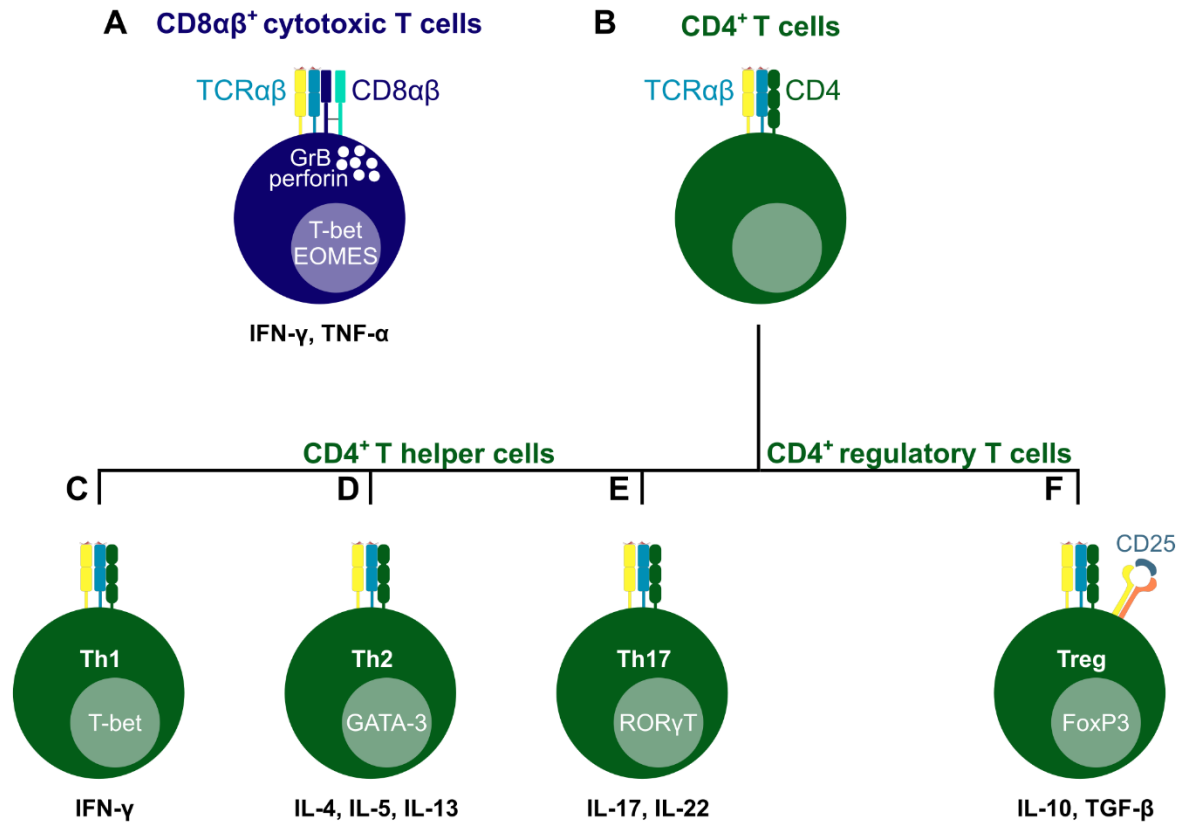 A CD8αβ⁺ cytotoxic T cells
B CD4⁺ T cells
TCRαβ
CD8αβ
TCRαβ
CD4
GrB
perforin
T-bet
EOMES
IFN-γ, TNF-α
CD4⁺ T helper cells
CD4⁺ regulatory T cells
C
D
E
F
CD25
Th1
Th2
Th17
Treg
T-bet
GATA-3
RORγT
FoxP3
IFN-γ
IL-4, IL-5, IL-13
IL-17, IL-22
IL-10, TGF-β